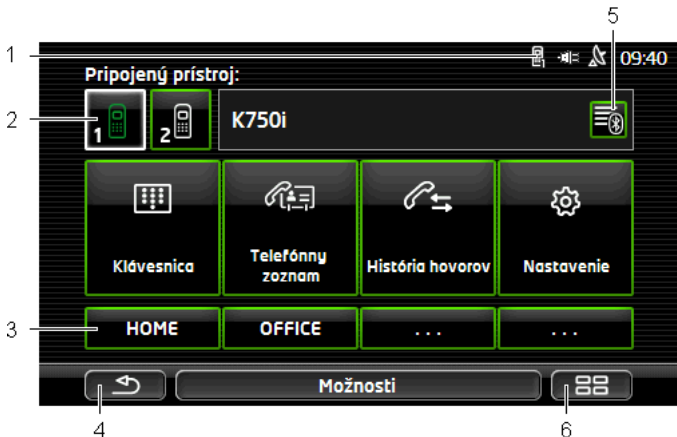 5
1
09:40
Pripojený prístroj:
2
1
2
K750i
Klávesnica
Telefónny
zoznam
História hovorov
Nastavenie
3
HOME
OFFICE
...
...
Možnosti
4
6